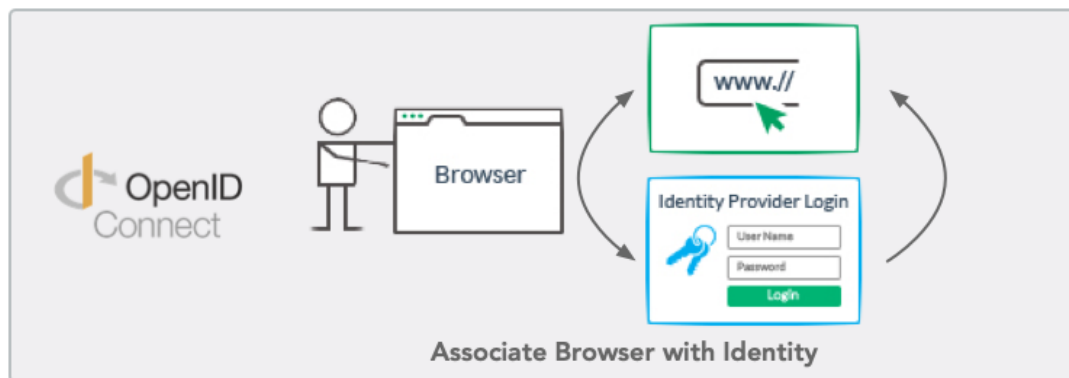 OpenID
Connect
Browser
www.//
Identity Provider Login
User Name
Password
Login
Associate Browser with Identity